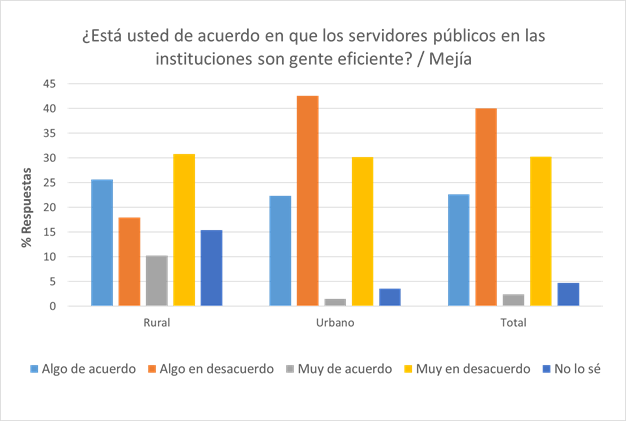 ¿Está usted de acuerdo en que los servidores públicos en las
instituciones son gente eficiente? / Mejía
45
40
35
30
25
20
15
10
5
0
% Respuestas
Rural Urbano Total
Algo de acuerdo Algo en desacuerdo Muy de acuerdo Muy en desacuerdo No lo sé